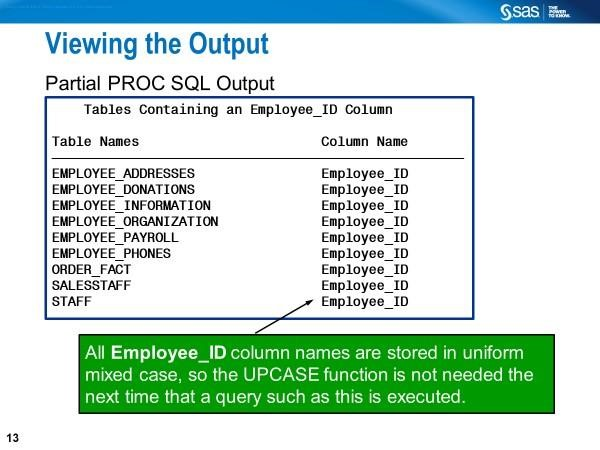 sas THE POWER TO KNOW.
Viewing the Output
Partial PROC SQL Output
Tables Containing an Employee_ID Column
Table Names Column Name
EMPLOYEE_ADDRESSES Employee_ID
EMPLOYEE_DONATIONS Employee_ID
EMPLOYEE_INFORMATION Employee_ID
EMPLOYEE_ORGANIZATION Employee_ID
EMPLOYEE_PAYROLL Employee_ID
EMPLOYEE_PHONES Employee_ID
ORDER_FACT Employee_ID
SALESSTAFF Employee_ID
STAFF Employee_ID
All Employee_ID column names are stored in uniform
mixed case, so the UPCASE function is not needed the
next time that a query such as this is executed.
13